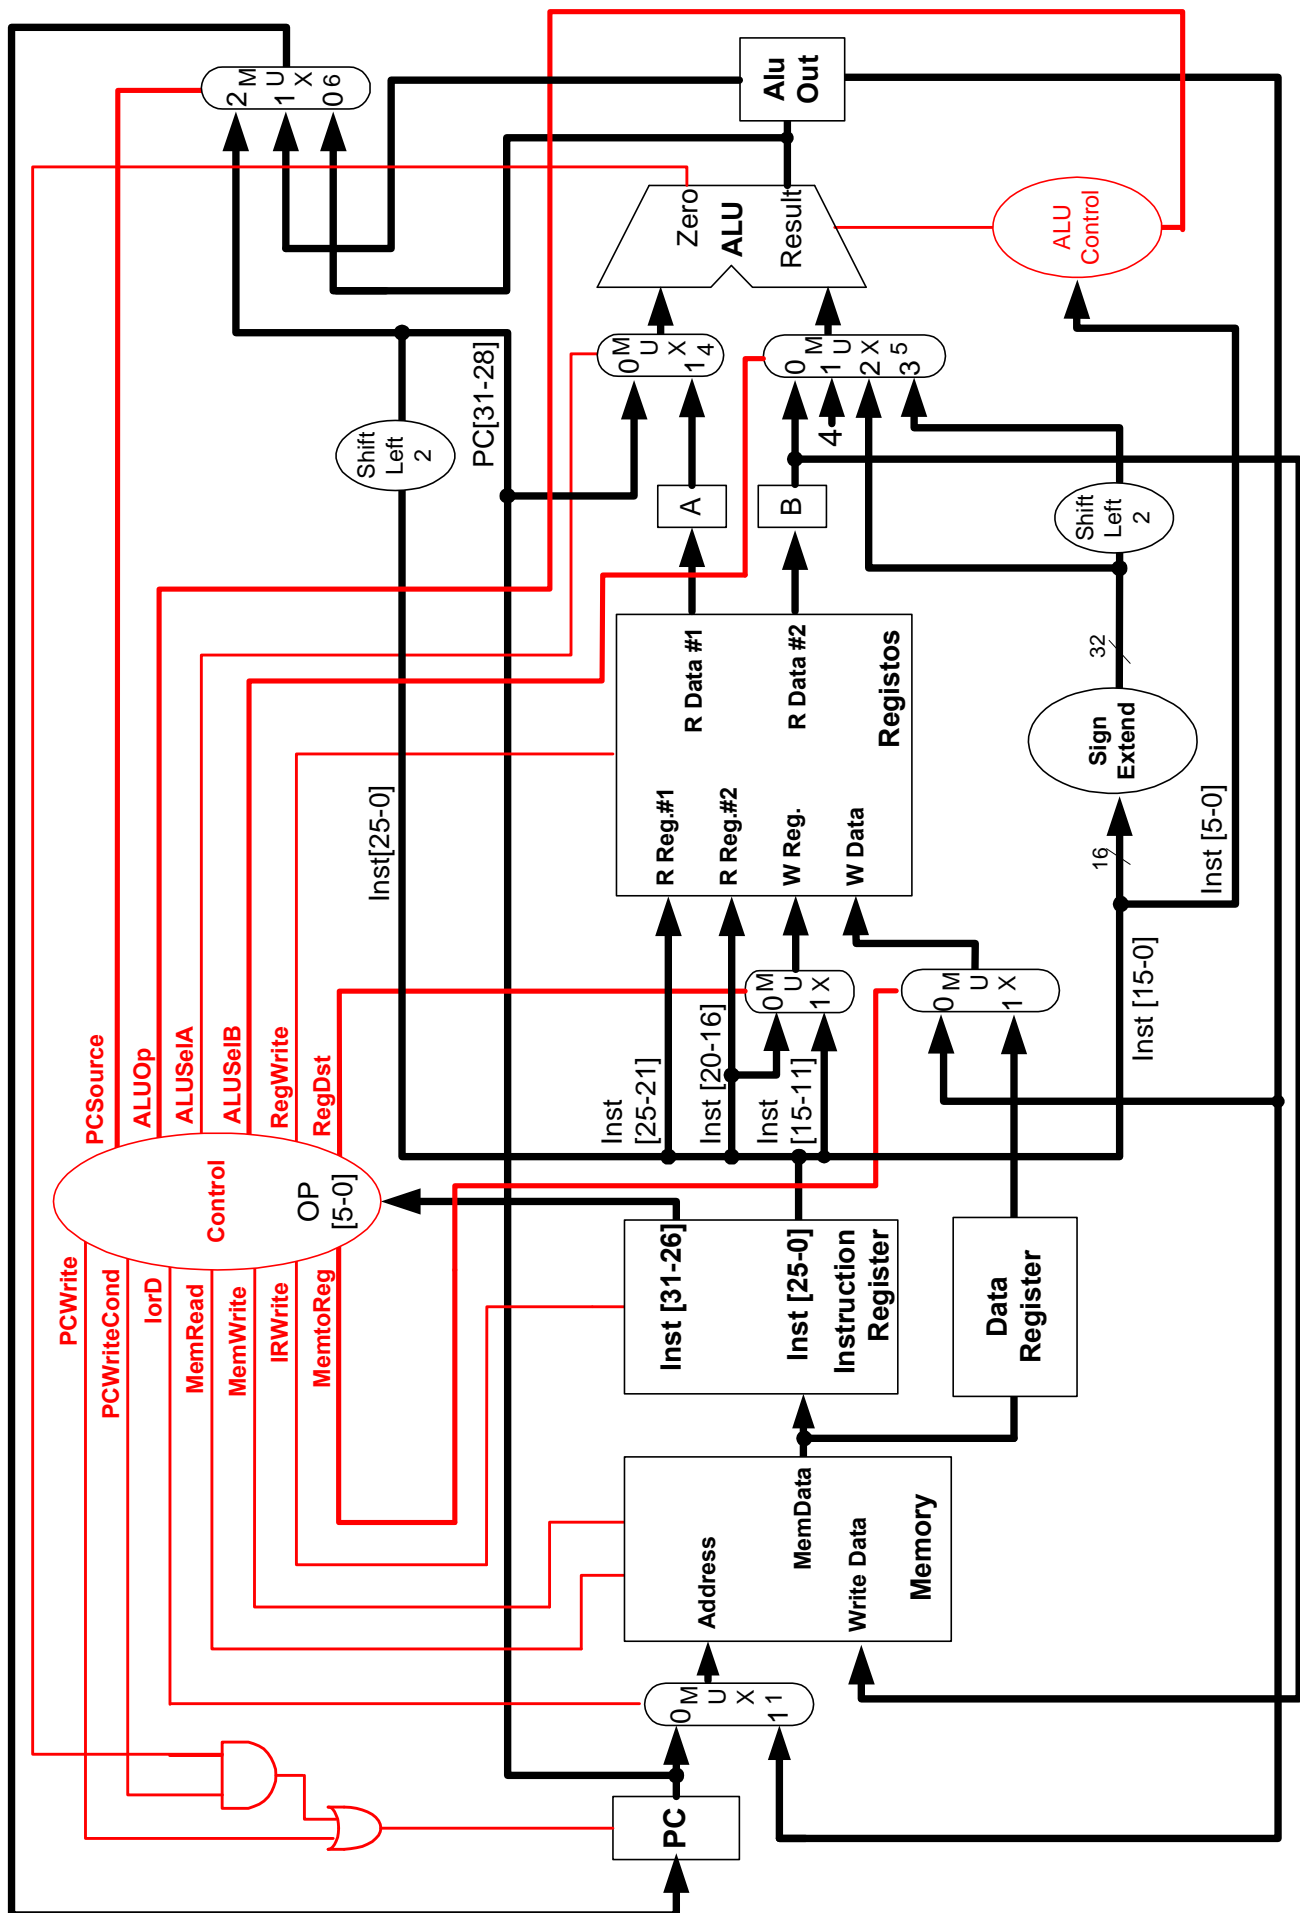 PCWrite
PCWriteCond
IorD
MemRead
MemWrite
IRWrite
MemtoReg
Control
OP
[5-0]
PCSource
ALUOp
ALUSelA
ALUSelB
RegWrite
RegDst
PC
0 M
U
X
1 1
Address
MemData
Write Data
Memory
Inst [31-26]
Inst [25-0]
Instruction
Register
Data
Register
Inst
[25-21]
Inst [20-16]
Inst
[15-11]
0 M
U
1 X
0 M
U
1 X
Inst [15-0]
Inst[25-0]
R Reg.#1
R Reg.#2
W Reg.
W Data
R Data #1
R Data #2
Registos
16
Sign
Extend
32
Inst [5-0]
Shift
Left
2
Shift
Left
2
PC[31-28]
A
B
4
0 M
U
X
1 4
0 M
1 U
2 X
3 5
Zero
ALU
Result
ALU
Control
Alu
Out
2 M
1 U
X
0 6